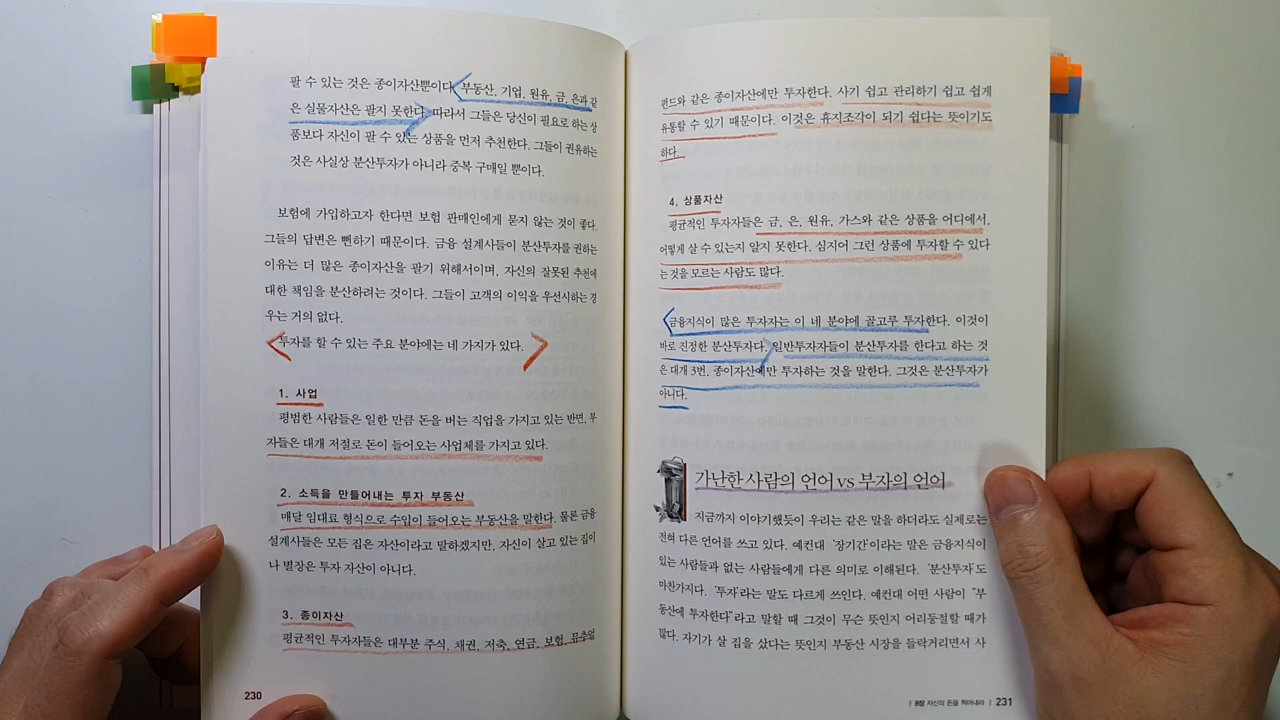 팔 수 있는 것은 종이자산뿐이다. 부동산, 기업, 원유, 금, 은과 같
은 실물자산은 팔지 못한다. 따라서 그들은 당신이 필요로 하는 상
품보다 자신이 팔 수 있는 상품을 먼저 추천한다. 그들이 권유하는
것은 사실상 분산투자가 아니라 중복 구매일 뿐이다.
보험에 가입하고자 한다면 보험 판매인에게 묻지 않는 것이 좋다.
그들의 답변은 뻔하기 때문이다. 금융 설계사들이 분산투자를 권하는
이유는 더 많은 종이자산을 팔기 위해서이며, 자신의 잘못된 추천에
대한 책임을 분산하려는 것이다. 그들이 고객의 이익을 우선시하는 경
우는 거의 없다.
투자를 할 수 있는 주요 분야에는 네 가지가 있다.
1. 사업
평범한 사람들은 일한 만큼 돈을 버는 직업을 가지고 있는 반면, 부
자들은 대개 저절로 돈이 들어오는 사업체를 가지고 있다.
2. 소득을 만들어내는 투자 부동산
매달 임대료 형식으로 수입이 들어오는 부동산을 말한다. 물론 금융
설계사들은 모든 집은 자산이라고 말하겠지만, 자신이 살고 있는 집이
나 별장은 투자 자산이 아니다.
3. 종이자산
평균적인 투자자들은 대부분 주식, 채권, 저축, 연금, 보험, 뮤추얼
230
펀드와 같은 종이자산에만 투자한다. 사기 쉽고 관리하기 쉽고 쉽게
유통할 수 있기 때문이다. 이것은 휴지조각이 되기 쉽다는 뜻이기도
하다.
4. 상품자산
평균적인 투자자들은 금, 은, 원유, 가스와 같은 상품을 어디에서,
어떻게 살 수 있는지 알지 못한다. 심지어 그런 상품에 투자할 수 있다
는 것을 모르는 사람도 많다.
금융지식이 많은 투자자는 이 네 분야에 골고루 투자한다. 이것이
바로 진정한 분산투자다. 일반투자자들이 분산투자를 한다고 하는 것
은 대개 3번, 종이자산에만 투자하는 것을 말한다. 그것은 분산투자가
아니다.
가난한 사람의 언어 vs 부자의 언어
지금까지 이야기했듯이 우리는 같은 말을 하더라도 실제로는
전혀 다른 언어를 쓰고 있다. 예컨대 '장기간'이라는 말은 금융지식이
있는 사람들과 없는 사람들에게 다른 의미로 이해된다. '분산투자'도
마찬가지다. '투자'라는 말도 다르게 쓰인다. 예컨대 어떤 사람이 "부
동산에 투자한다"라고 말할 때 그것이 무슨 뜻인지 어리둥절할 때가
많다. 자기가 살 집을 샀다는 뜻인지 부동산 시장을 들락거리면서 사
| 8장 자신의 돈을 찍어내라 | 231